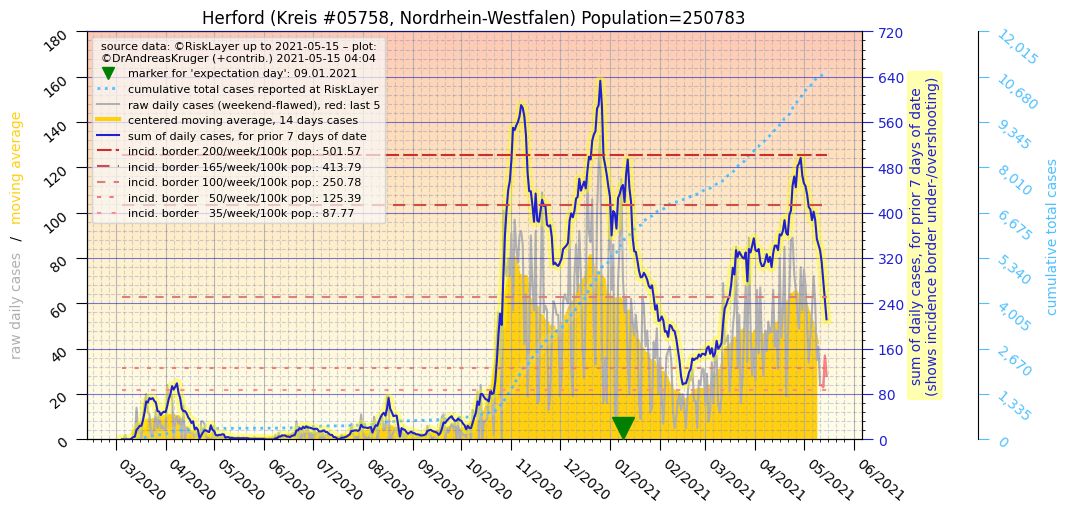 Herford (Kreis #05758, Nordrhein-Westfalen) Population=250783
source data: ©RiskLayer up to 2021-05-15 – plot:
©DrAndreasKruger (+contrib.) 2021-05-15 04:04
marker for 'expectation day': 09.01.2021
cumulative total cases reported at RiskLayer
raw daily cases (weekend-flawed), red: last 5
centered moving average, 14 days cases
sum of daily cases, for prior 7 days of date
incid. border 200/week/100k pop.: 501.57
incid. border 165/week/100k pop.: 413.79
incid. border 100/week/100k pop.: 250.78
incid. border   50/week/100k pop.: 125.39
incid. border   35/week/100k pop.: 87.77
raw daily cases   /   moving average
180
160
140
120
100
80
60
40
20
0
03/2020
04/2020
05/2020
06/2020
07/2020
08/2020
09/2020
10/2020
11/2020
12/2020
01/2021
02/2021
03/2021
04/2021
05/2021
06/2021
720
640
560
480
400
320
240
160
80
0
sum of daily cases, for prior 7 days of date
(shows incidence border under-/overshooting)
12,015
10,680
9,345
8,010
6,675
5,340
4,005
2,670
1,335
0
cumulative total cases